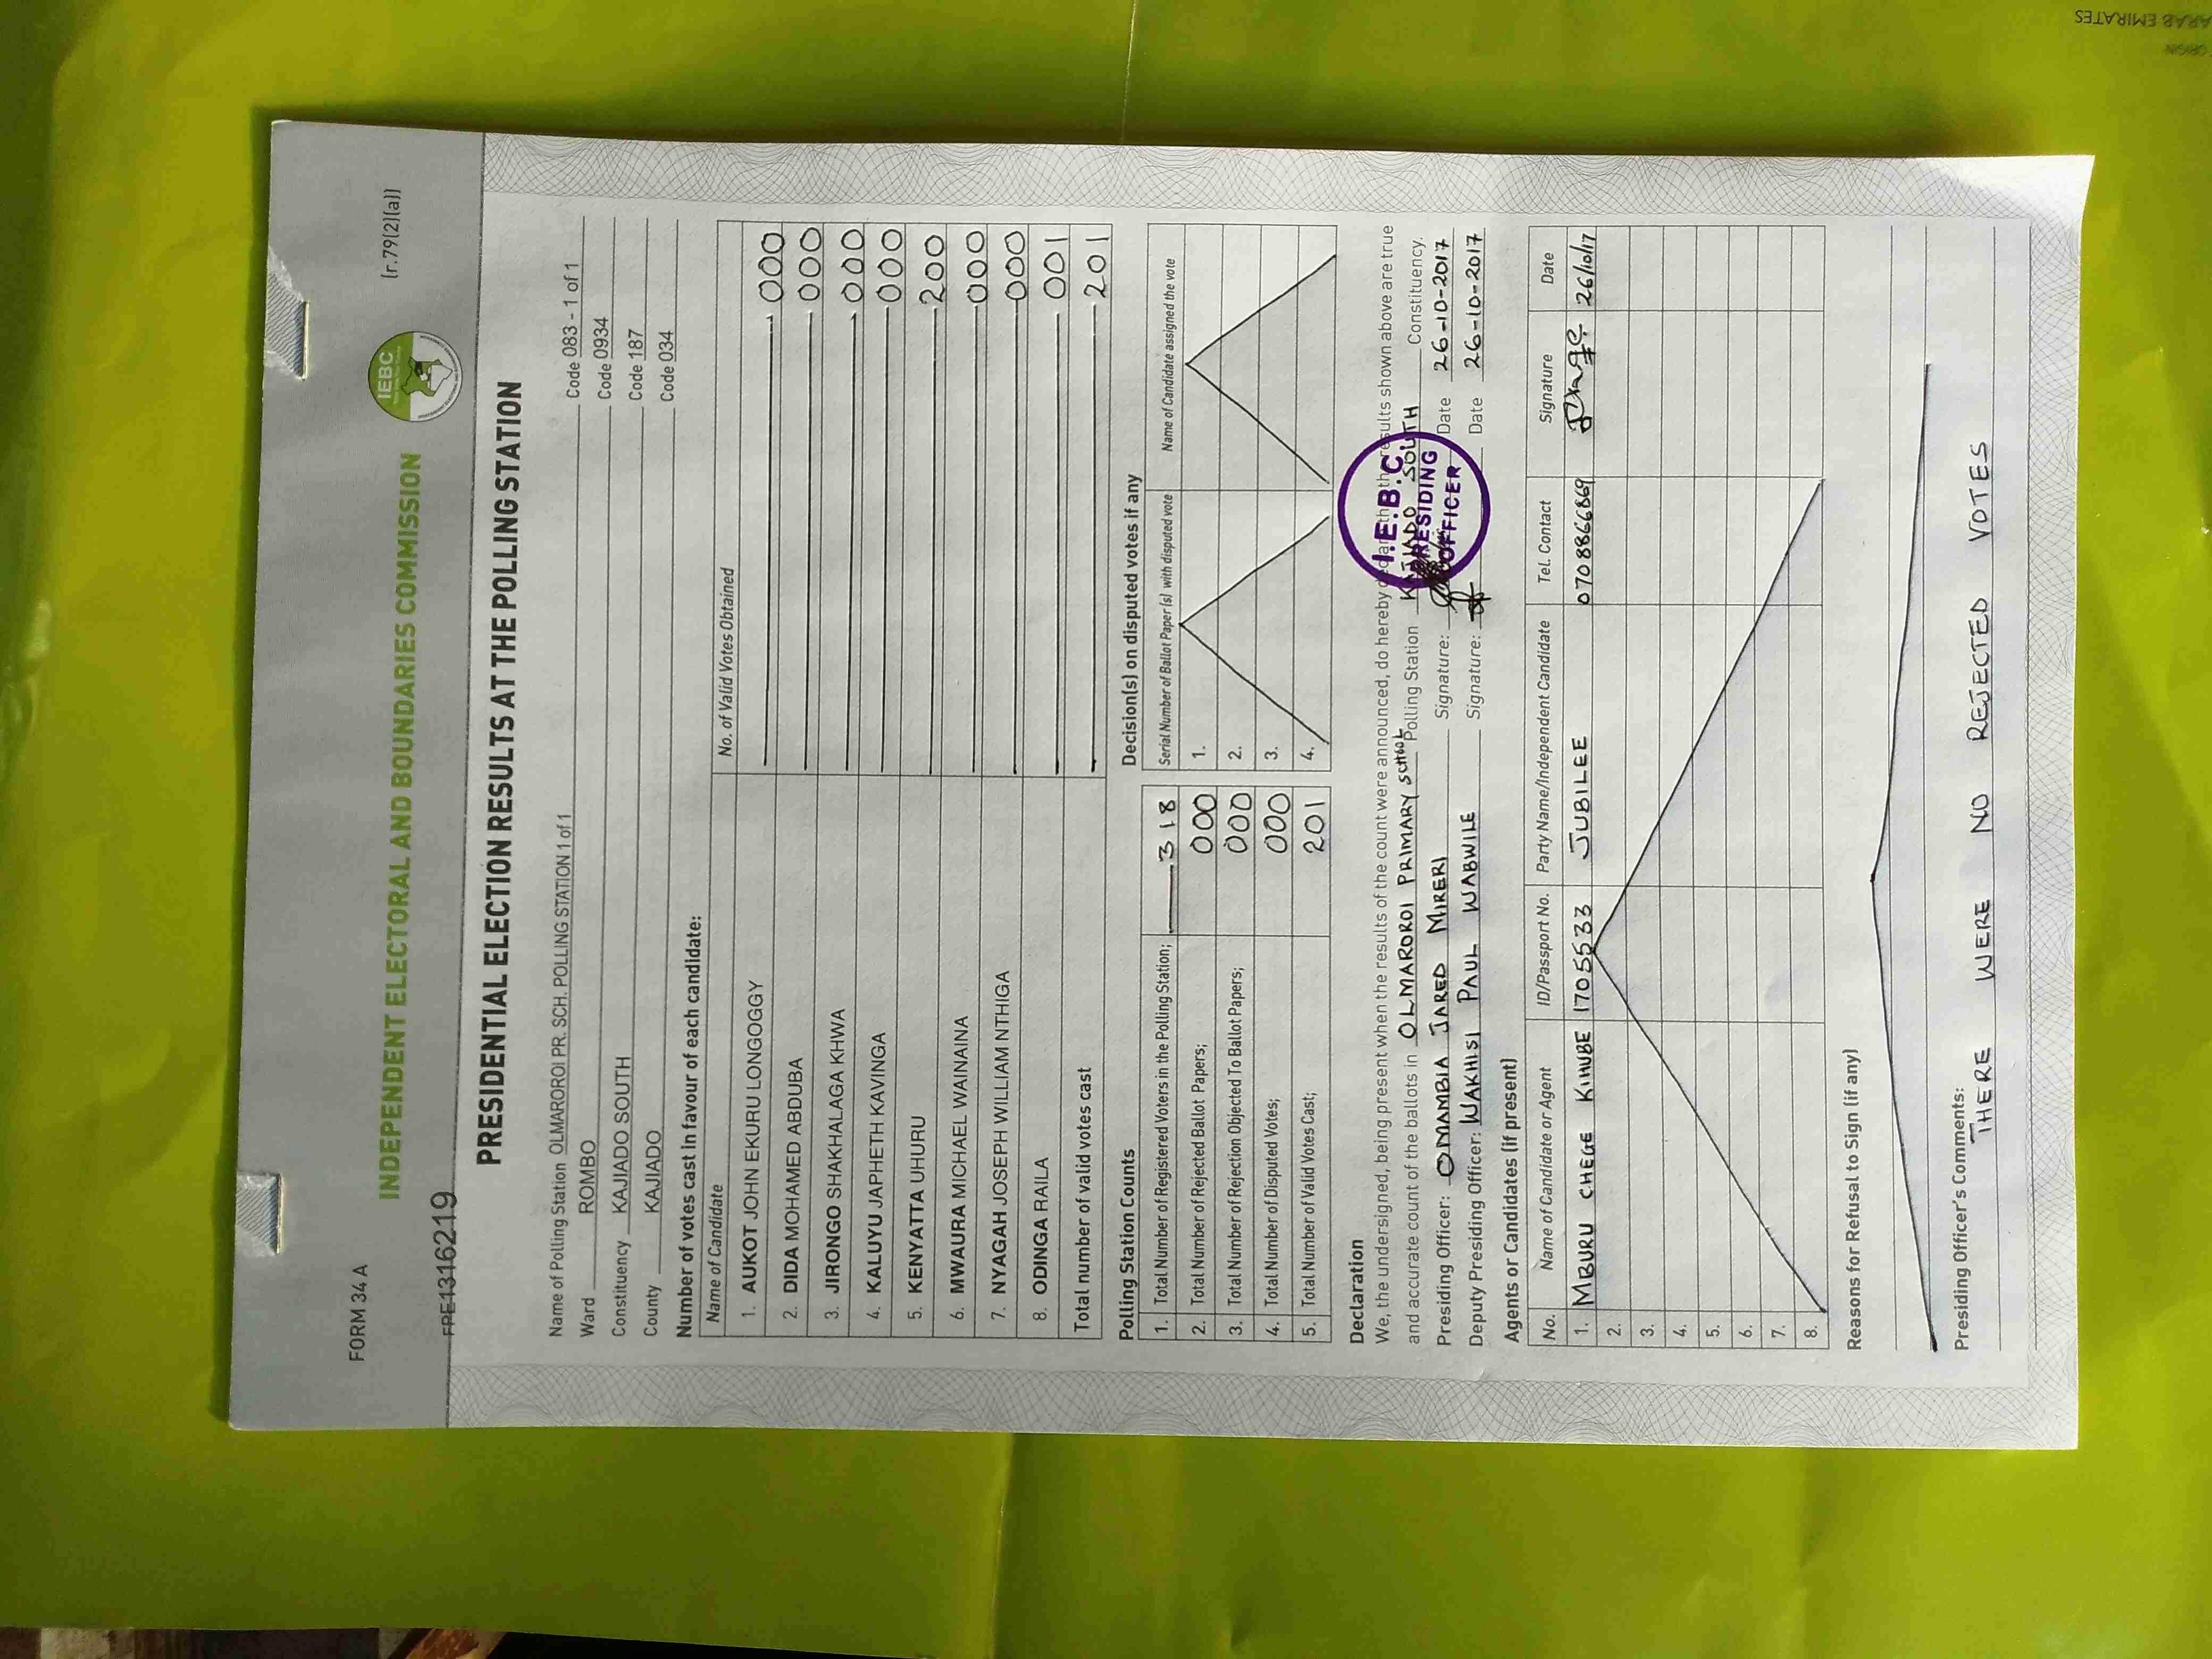 FORM 34 A
(r.79(2)(a))
INDEPENDENT ELECTORAL AND BOUNDARIES COMMISSION
IEBC
FPE1316219
PRESIDENTIAL ELECTION RESULTS AT THE POLLING STATION
Name of Polling Station OLMAROROI PR. SCH. POLLING STATION 1 of 1 Code 083 - 1 of 1
Ward ROMBO Code 0934
Constituency KAJIADO SOUTH Code 187
County KAJIADO Code 034
Number of votes cast in favour of each candidate:
Name of Candidate No. of Valid Votes Obtained
1. AUKOT JOHN EKURU LONGOGGY 000
2. DIDA MOHAMED ABDUBA 000
3. JIRONGO SHAKHALAGA KHWA 000
4. KALUYU JAPHETH KAVINGA 000
5. KENYATTA UHURU 200
6. MWAURA MICHAEL WAINAINA 000
7. NYAGAH JOSEPH WILLIAM NTHIGA 000
8. ODINGA RAILA 001
Total number of valid votes cast 201
Polling Station Counts
1. Total Number of Registered Voters in the Polling Station; 318
2. Total Number of Rejected Ballot Papers; 000
3. Total Number of Rejection Objected To Ballot Papers; 000
4. Total Number of Disputed Votes; 000
5. Total Number of Valid Votes Cast; 201
Decision(s) on disputed votes if any
Serial Number of Ballot Paper (s) with disputed vote Name of Candidate assigned the vote
1.
2.
3.
4.
Declaration
We, the undersigned, being present when the results of the count were announced, do hereby declare that the results shown above are true
and accurate count of the ballots in OLMAROROI PRIMARY SCHOOL Polling Station KAJIADO SOUTH Constituency.
Presiding Officer: OMAMBIA JARED MIRERI Signature: Date 26-10-2017
Deputy Presiding Officer: WAKHISI PAUL WABWILE Signature: Date 26-10-2017
I.E.B.C.
PRESIDING
OFFICER
Agents or Candidates (if present)
No. Name of Candidate or Agent ID/Passport No. Party Name/Independent Candidate Tel. Contact Signature Date
1. MBURU CHEGE KINUBE 17055533 JUBILEE 0708866869 26/10/17
2.
3.
4.
5.
6.
7.
8.
Reasons for Refusal to Sign (if any)
Presiding Officer's Comments:
THERE WERE NO REJECTED VOTES
ORIGIN
ARAB EMIRATES